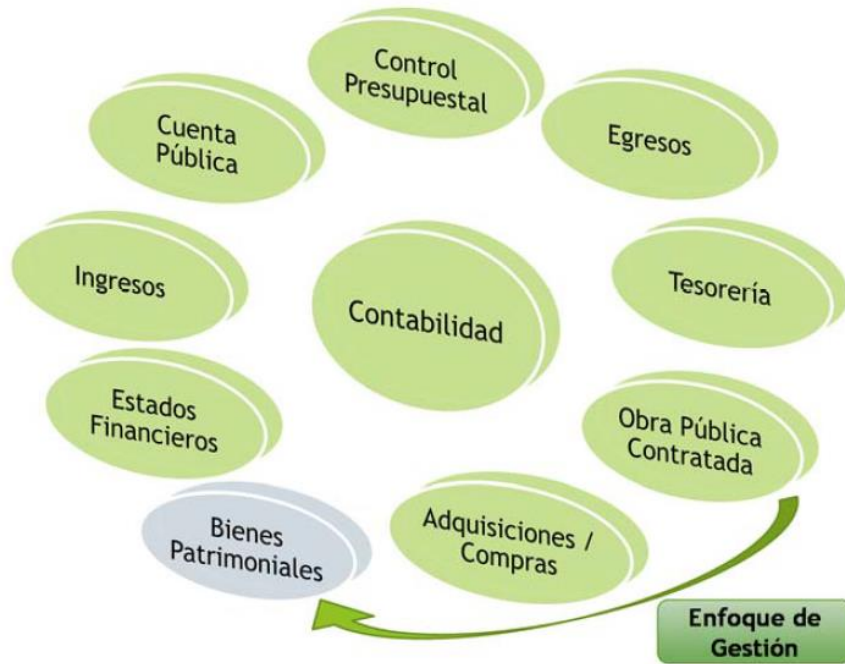 Control
Presupuestal
Egresos
Cuenta
Pública
Ingresos
Contabilidad
Tesorería
Estados
Financieros
Obra Pública
Contratada
Bienes
Patrimoniales
Adquisiciones /
Compras
Enfoque de
Gestión